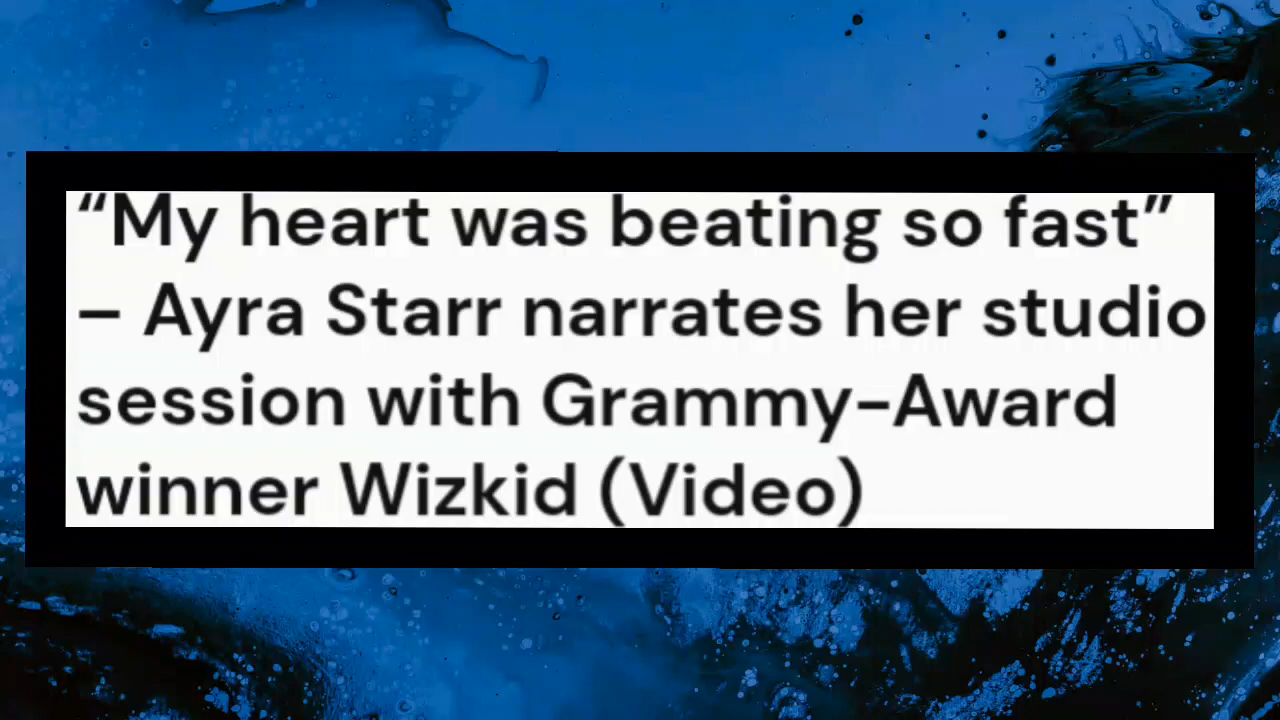 “My heart was beating so fast”
– Ayra Starr narrates her studio
session with Grammy-Award
winner Wizkid (Video)